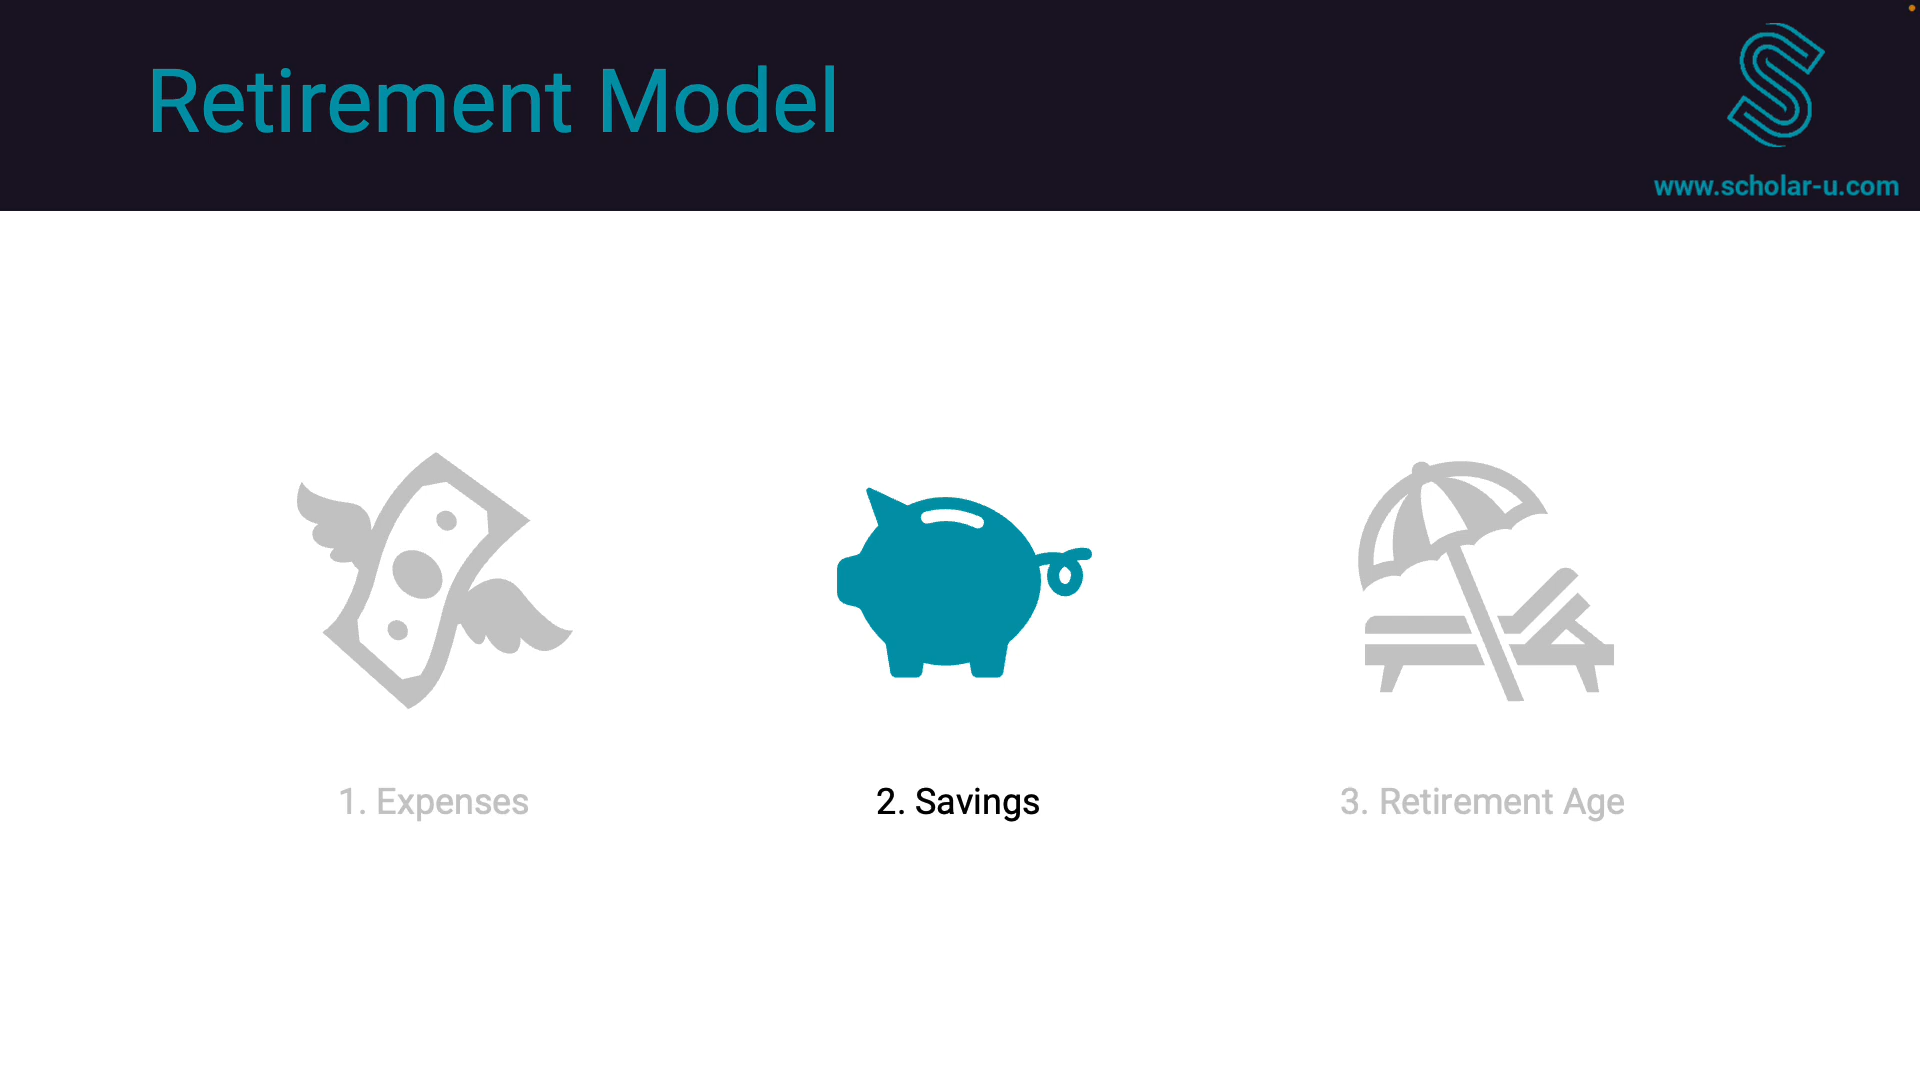 Retirement Model
www.scholar-u.com
1. Expenses
2. Savings
3. Retirement Age